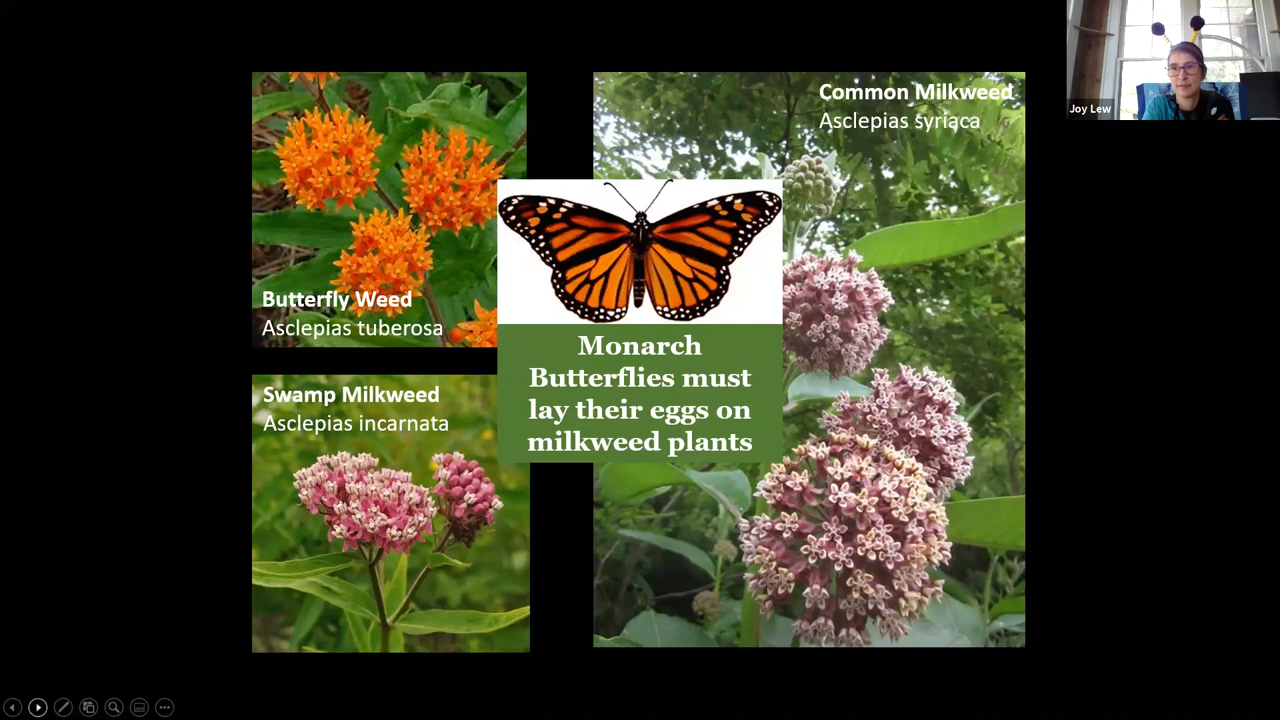 Butterfly Weed
Asclepias tuberosa
Swamp Milkweed
Asclepias incarnata
Monarch
Butterflies must
lay their eggs on
milkweed plants
Common Milkweed
Asclepias syriaca
Joy Lew